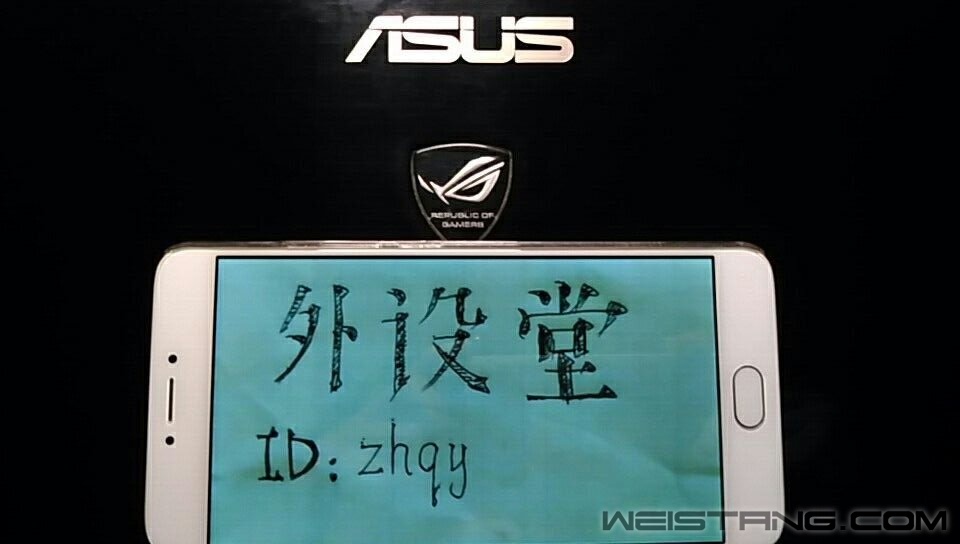 ASUS
REPUBLIC OF
GAMERS
外设堂
ID: zhqy
WEISTANG.COM